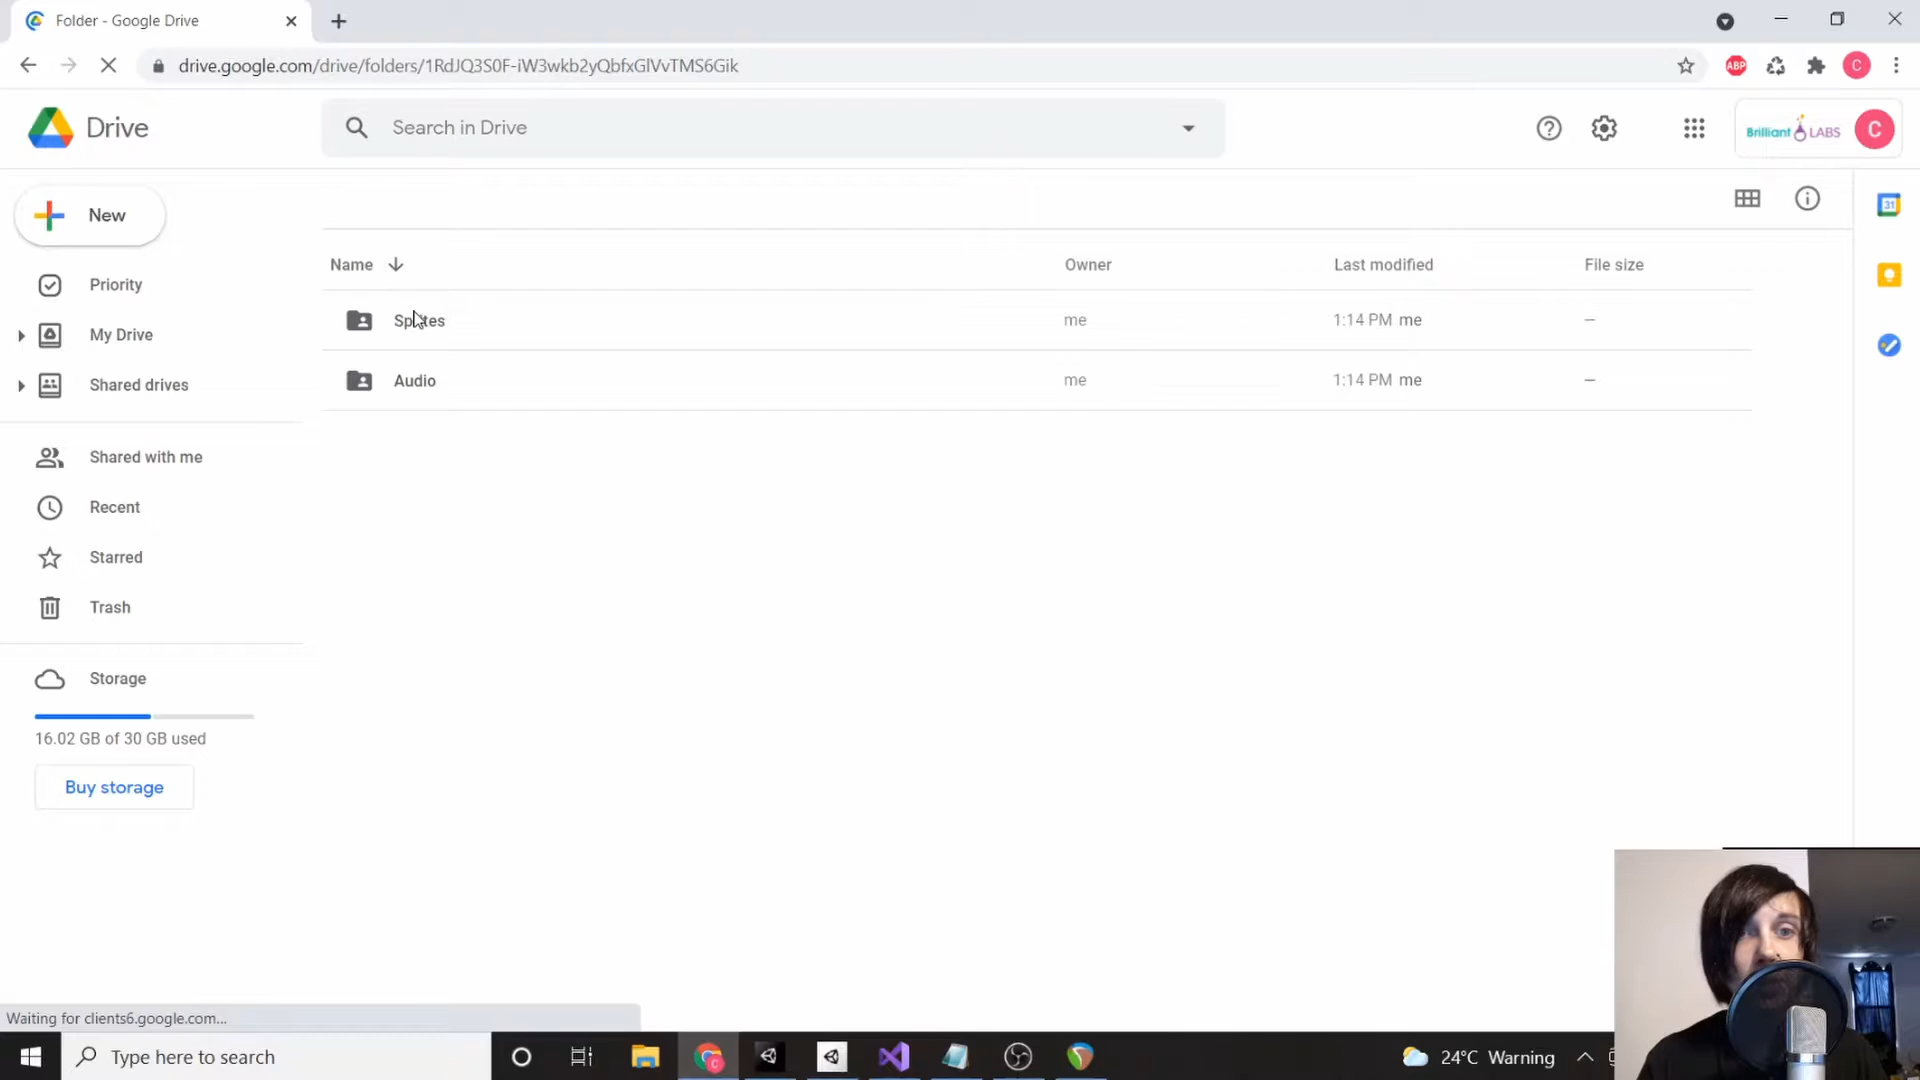 Folder - Google Drive
drive.google.com/drive/folders/1RdJQ3S0F-iW3wkb2yQbfxGlVvTMS6Gik
ABP
C
Drive
Search in Drive
Brilliant LABS
C
New
Name
Owner
Last modified
File size
Sprites
me
1:14 PM me
–
Audio
me
1:14 PM me
–
Priority
My Drive
Shared drives
Shared with me
Recent
Starred
Trash
Storage
16.02 GB of 30 GB used
Buy storage
31
Waiting for clients6.google.com...
Type here to search
24°C Warning